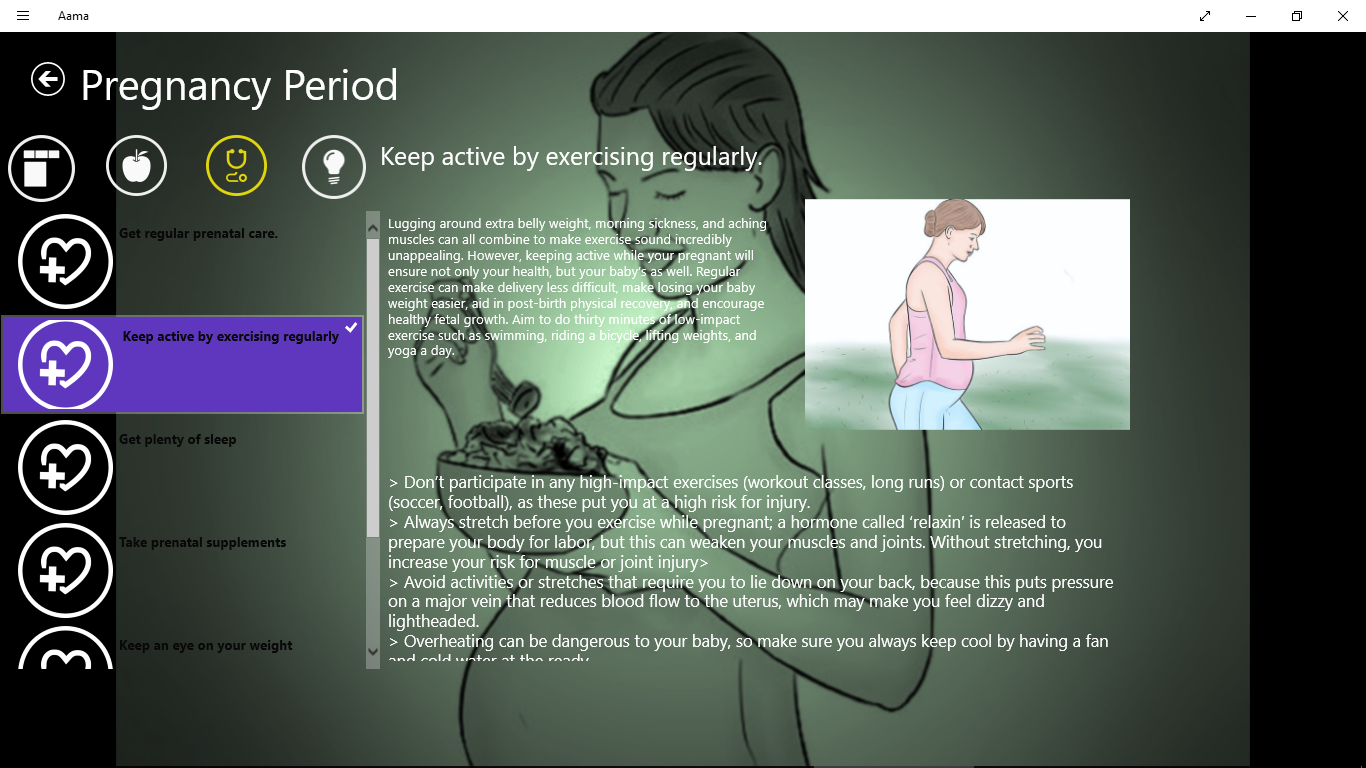 Aama
Pregnancy Period
Keep active by exercising regularly.
Get regular prenatal care.
Keep active by exercising regularly
Get plenty of sleep
Take prenatal supplements
Keep an eye on your weight
Lugging around extra belly weight, morning sickness, and aching
muscles can all combine to make exercise sound incredibly
unappealing. However, keeping active while your pregnant will
ensure not only your health, but your baby's as well. Regular
exercise can make delivery less difficult, make losing your baby
weight easier, aid in post-birth physical recovery, and encourage
healthy fetal growth. Aim to do thirty minutes of low-impact
exercise such as swimming, riding a bicycle, lifting weights, and
yoga a day.
> Don't participate in any high-impact exercises (workout classes, long runs) or contact sports
(soccer, football), as these put you at a high risk for injury.
> Always stretch before you exercise while pregnant; a hormone called ‘relaxin’ is released to
prepare your body for labor, but this can weaken your muscles and joints. Without stretching, you
increase your risk for muscle or joint injury>
> Avoid activities or stretches that require you to lie down on your back, because this puts pressure
on a major vein that reduces blood flow to the uterus, which may make you feel dizzy and
lightheaded.
> Overheating can be dangerous to your baby, so make sure you always keep cool by having a fan
and cold water at the ready